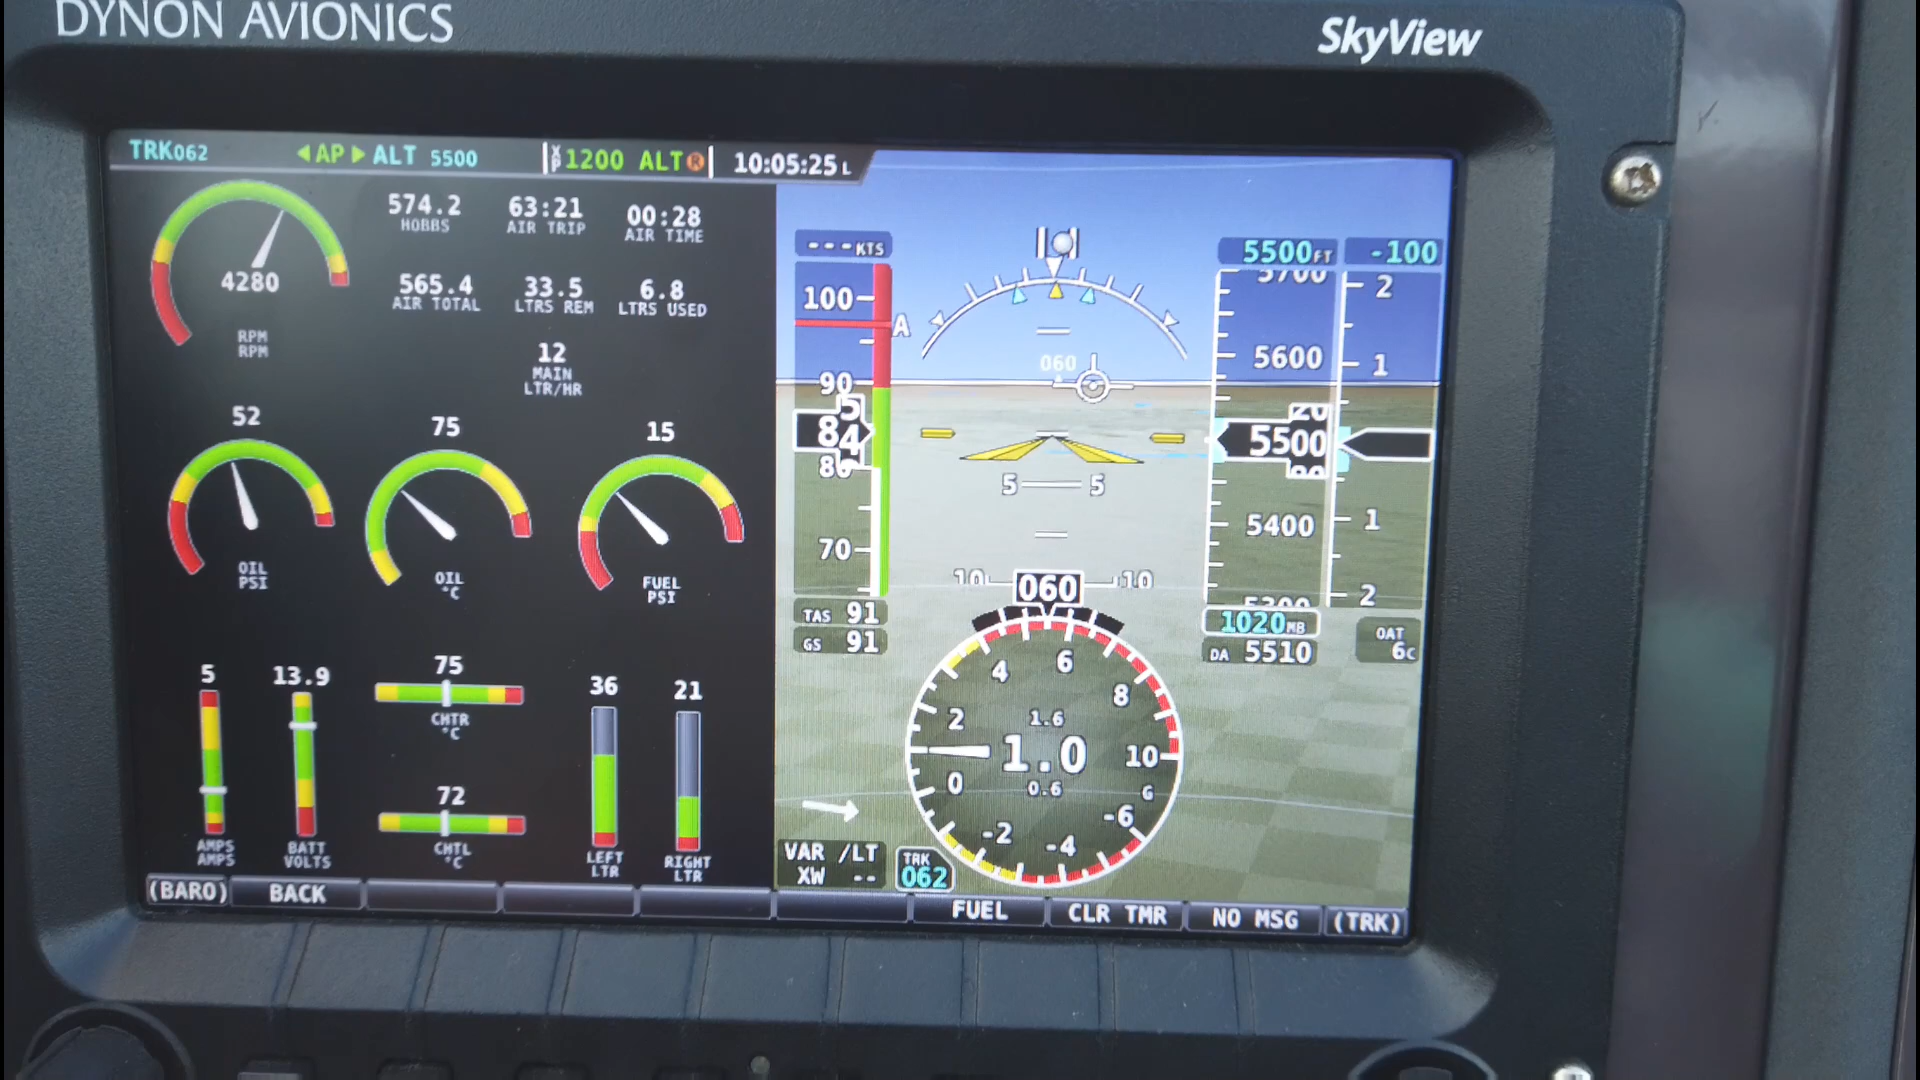 DYNON AVIONICS
SkyView
TRK062 AP ALT 5500 XP 1200 ALT R 10:05:25 L
574.2 63:21 00:28
HOBBS AIR TRIP AIR TIME
4280
565.4 33.5 6.8
AIR TOTAL LTRS REM LTRS USED
RPM
RPM
12
MAIN
LTR/HR
52 75 15
OIL
PSI
OIL
°C
FUEL
PSI
5 13.9 75 36 21
CHTR
°C
72
CHTL
°C
AMPS
AMPS
BATT
VOLTS
LEFT
LTR
RIGHT
LTR
--- KTS
100
A
90
84
80
70
TAS 91
GS 91
060
5 5
10 10
060
5500 FT -100
5700
5600
5500
20
5400
5300
2
1
1
2
1020 MB
DA 5510
OAT
6C
4 6 8
2 1.6
1.0 10
0 0.6 G
-2 -4 -6
VAR /LT
XW --
TRK
062
(BARO) BACK FUEL CLR TMR NO MSG (TRK)